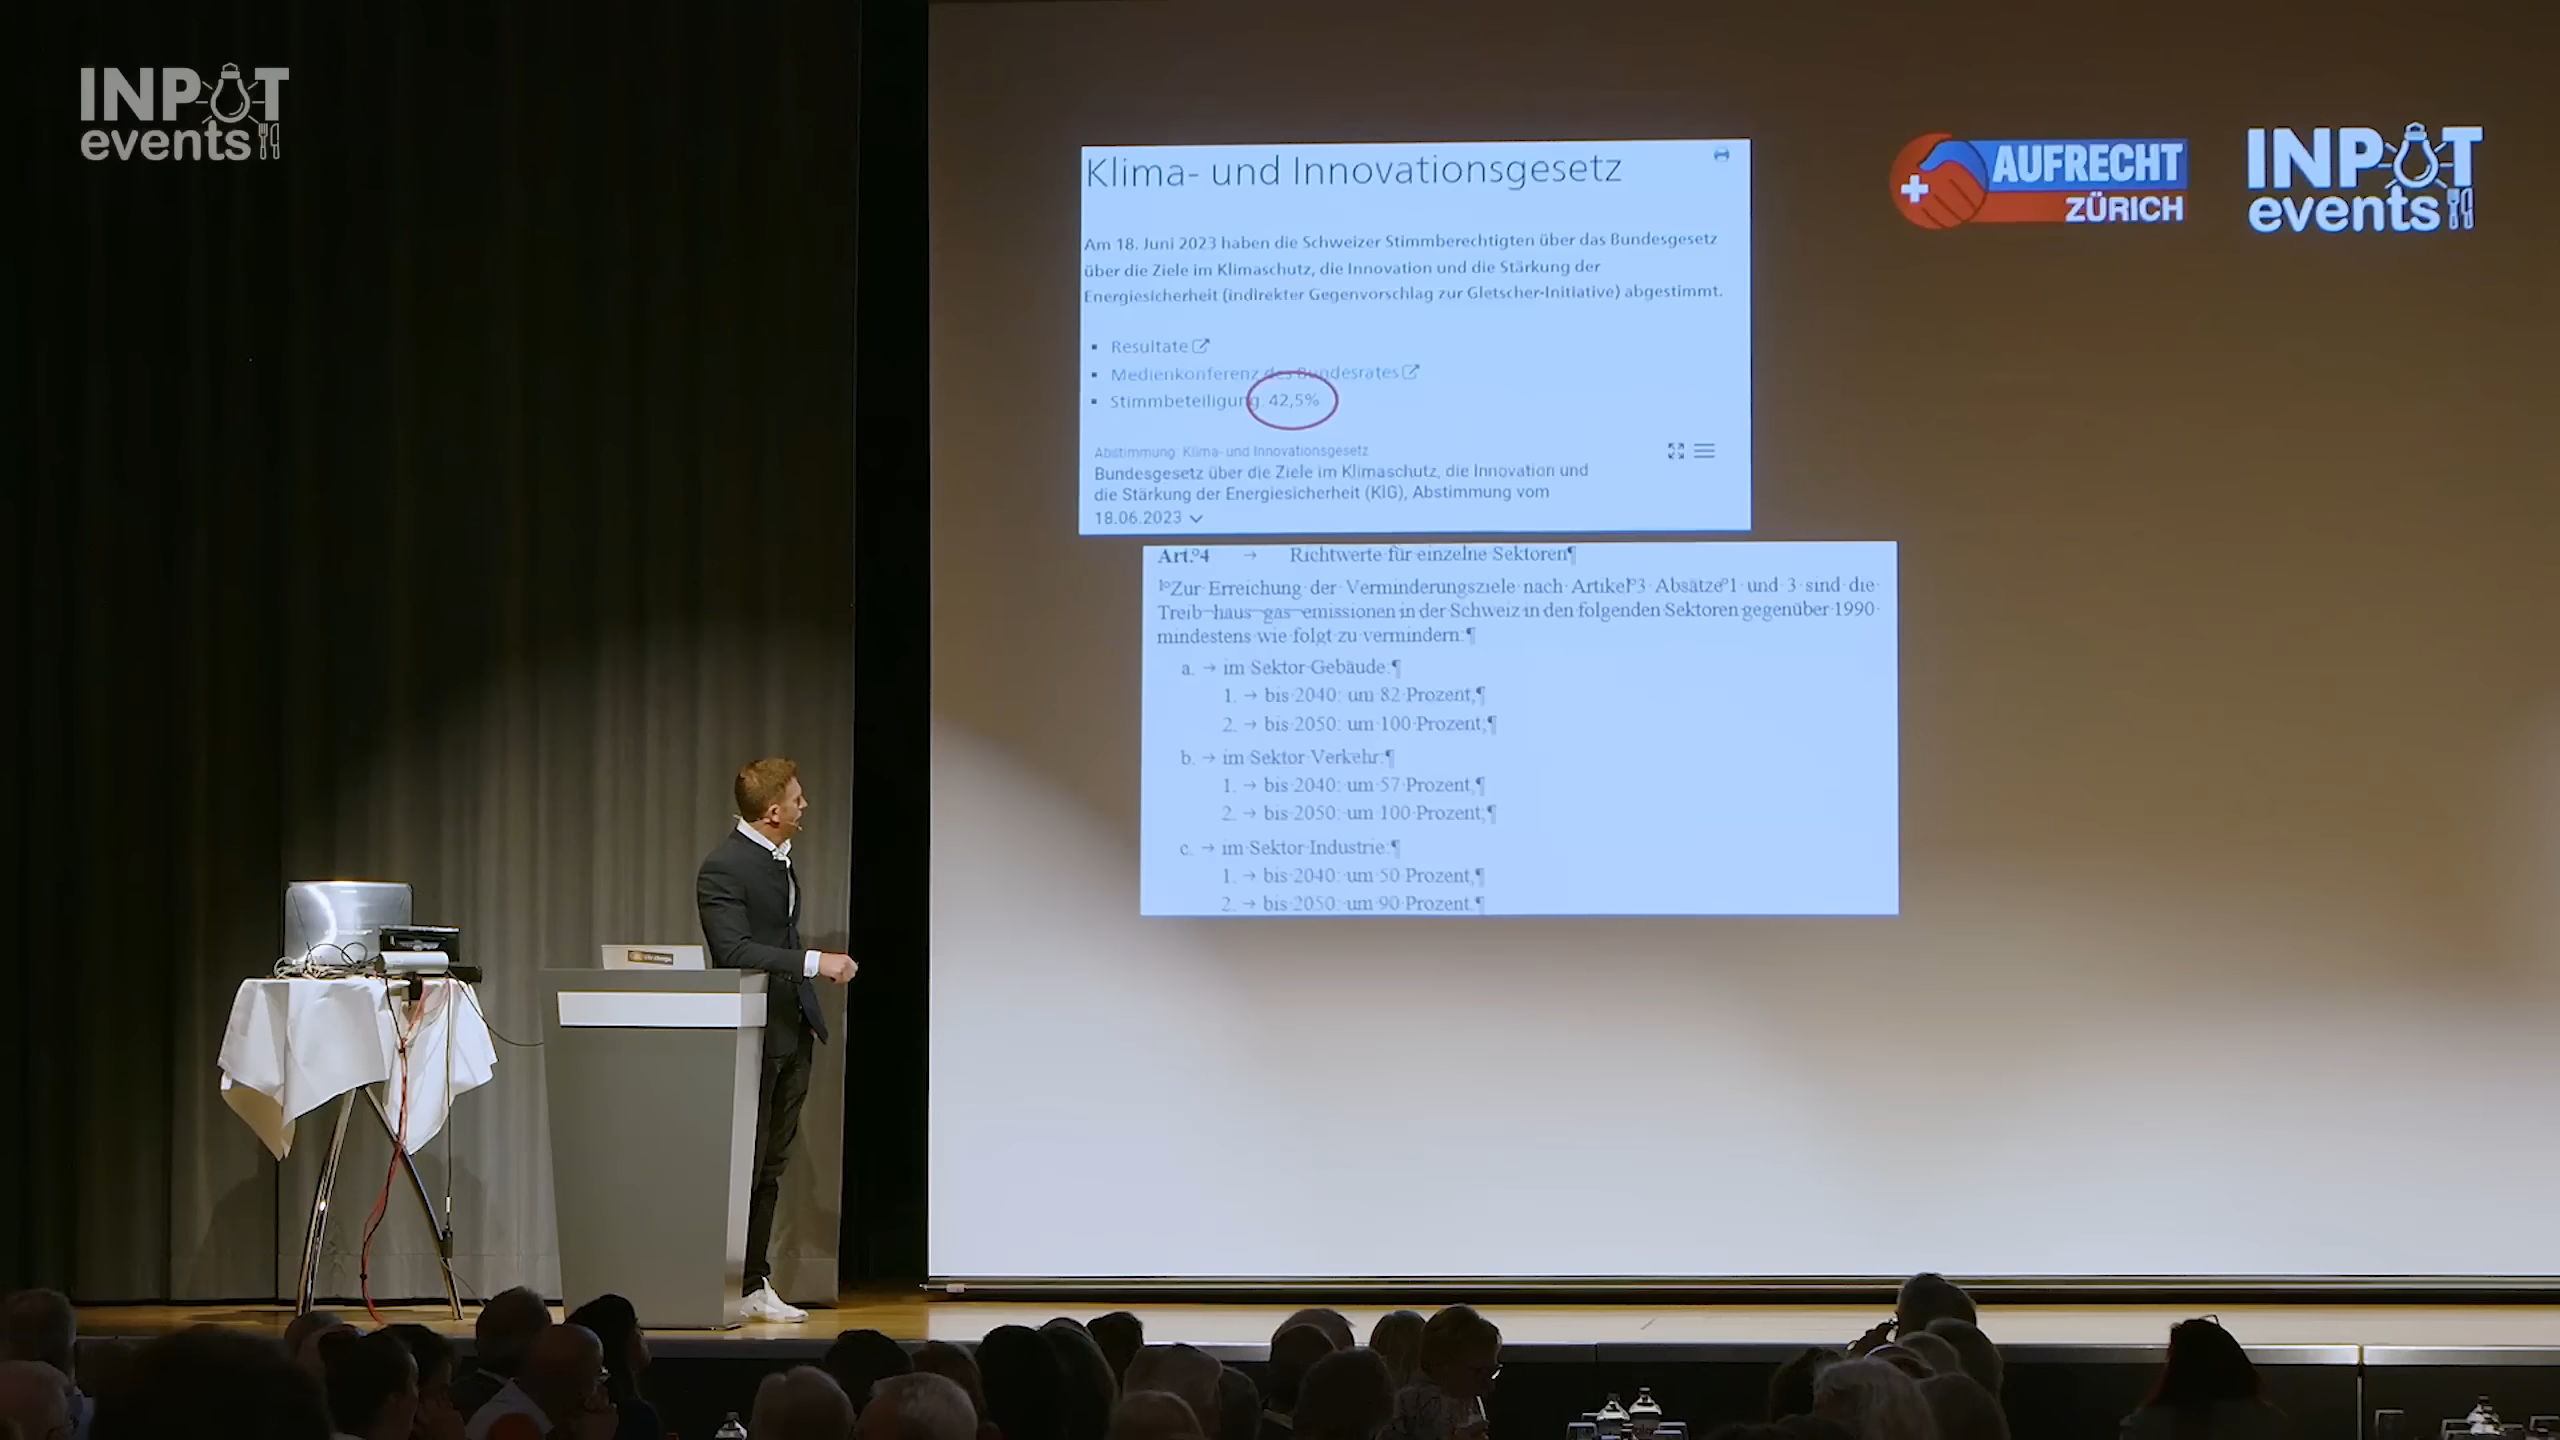 INPUT
events
AUFRECHT
ZÜRICH
INPUT
events
Klima- und Innovationsgesetz
Am 18. Juni 2023 haben die Schweizer Stimmberechtigten über das Bundesgesetz
über die Ziele im Klimaschutz, die Innovation und die Stärkung der
Energiesicherheit (indirekter Gegenvorschlag zur Gletscher-Initiative) abgestimmt.
▪ Resultate
▪ Medienkonferenz des Bundesrates
▪ Stimmbeteiligung 42,5%
Abstimmung: Klima- und Innovationsgesetz
Bundesgesetz über die Ziele im Klimaschutz, die Innovation und
die Stärkung der Energiesicherheit (KlG), Abstimmung vom
18.06.2023
Art.°4 → Richtwerte für einzelne Sektoren¶
1°Zur Erreichung der Verminderungsziele nach Artikel°3 Absätze°1 und 3 sind die
Treib¬haus¬gas¬emissionen in der Schweiz in den folgenden Sektoren gegenüber 1990
mindestens wie folgt zu vermindern:¶
a. → im Sektor Gebäude:¶
1. → bis 2040: um 82 Prozent,¶
2. → bis 2050: um 100 Prozent;¶
b. → im Sektor Verkehr:¶
1. → bis 2040: um 57 Prozent,¶
2. → bis 2050: um 100 Prozent;¶
c. → im Sektor Industrie:¶
1. → bis 2040: um 50 Prozent,¶
2. → bis 2050: um 90 Prozent.¶